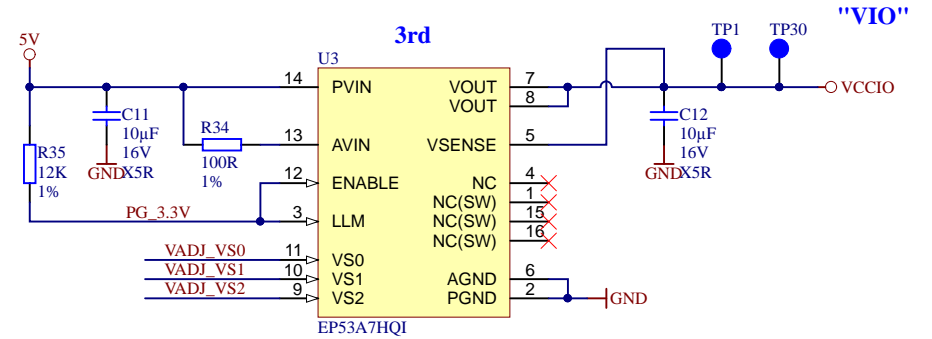 "VIO"
5V
3rd
TP1
TP30
U3
14
PVIN
VOUT
7
VOUT
8
VCCIO
C11
10µF
16V
X5R
GND
R34
100R
1%
13
AVIN
VSENSE
5
C12
10µF
16V
X5R
GND
R35
12K
1%
12
ENABLE
NC
4
NC(SW)
1
PG_3.3V
3
LLM
NC(SW)
15
NC(SW)
16
VADJ_VS0
11
VS0
VADJ_VS1
10
VS1
AGND
6
VADJ_VS2
9
VS2
PGND
2
GND
EP53A7HQI